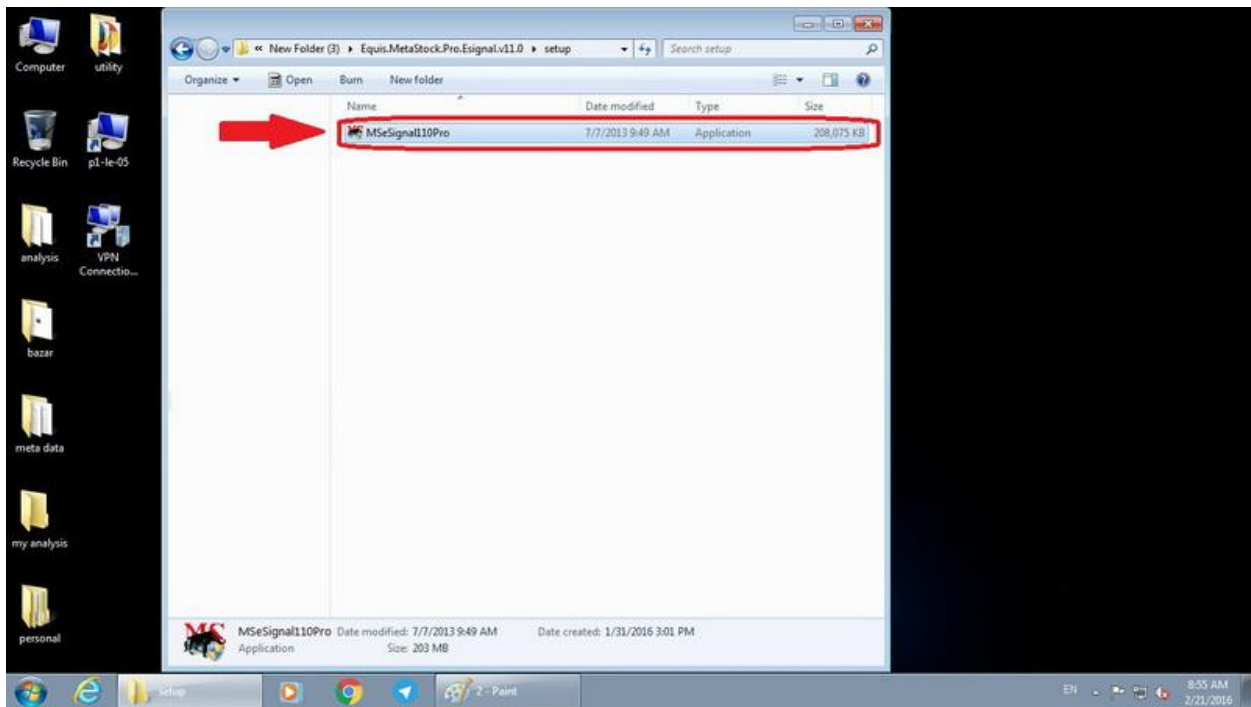 Computer
utility
Recycle Bin
p1-le-05
analysis
VPN Connectio...
bazar
meta data
my analysis
personal
« New Folder (3) ▸ Equis.MetaStock.Pro.Esignal.v11.0 ▸ setup
Search setup
Organize ▾ Open Burn New folder
Name Date modified Type Size
MSeSignal110Pro 7/7/2013 9:49 AM Application 208,075 KB
MSeSignal110Pro Date modified: 7/7/2013 9:49 AM Date created: 1/31/2016 3:01 PM
Application Size: 203 MB
setup
2 - Paint
EN
8:55 AM
2/21/2016